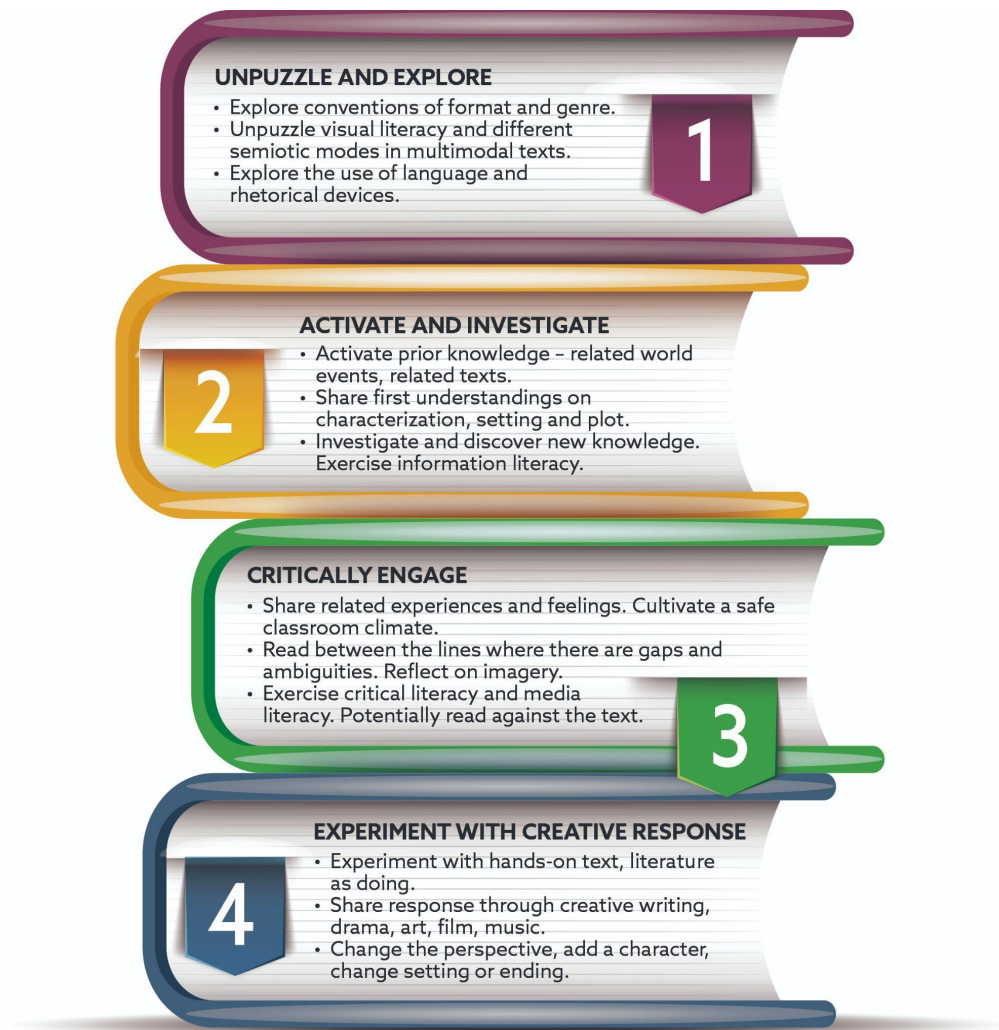 UNPUZZLE AND EXPLORE
• Explore conventions of format and genre.
• Unpuzzle visual literacy and different
semiotic modes in multimodal texts.
• Explore the use of language and
rhetorical devices.
1
ACTIVATE AND INVESTIGATE
• Activate prior knowledge – related world
events, related texts.
• Share first understandings on
characterization, setting and plot.
• Investigate and discover new knowledge.
Exercise information literacy.
2
CRITICALLY ENGAGE
• Share related experiences and feelings. Cultivate a safe
classroom climate.
• Read between the lines where there are gaps and
ambiguities. Reflect on imagery.
• Exercise critical literacy and media
literacy. Potentially read against the text.
3
EXPERIMENT WITH CREATIVE RESPONSE
• Experiment with hands-on text, literature
as doing.
• Share response through creative writing,
drama, art, film, music.
• Change the perspective, add a character,
change setting or ending.
4